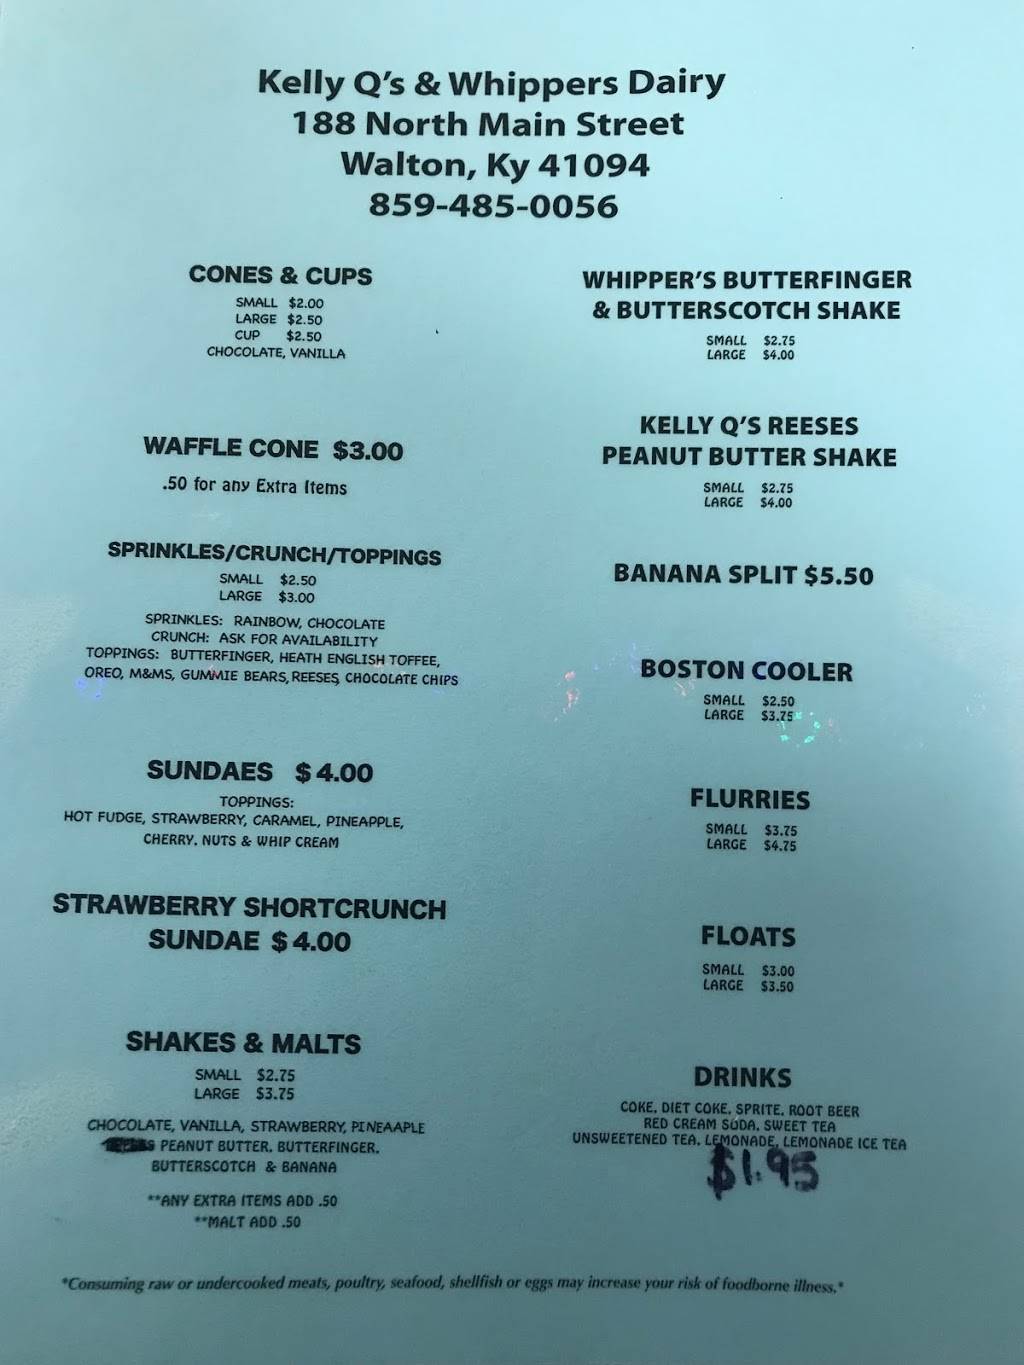 Kelly Q's & Whippers Dairy
188 North Main Street
Walton, Ky 41094
859-485-0056
CONES & CUPS
SMALL $2.00
LARGE $2.50
CUP $2.50
CHOCOLATE, VANILLA
WAFFLE CONE $3.00
.50 for any Extra Items
SPRINKLES/CRUNCH/TOPPINGS
SMALL $2.50
LARGE $3.00
SPRINKLES: RAINBOW, CHOCOLATE
CRUNCH: ASK FOR AVAILABILITY
TOPPINGS: BUTTERFINGER, HEATH ENGLISH TOFFEE,
OREO, M&MS, GUMMIE BEARS, REESES, CHOCOLATE CHIPS
SUNDAES $4.00
TOPPINGS:
HOT FUDGE, STRAWBERRY, CARAMEL, PINEAPPLE,
CHERRY, NUTS & WHIP CREAM
STRAWBERRY SHORTCRUNCH
SUNDAE $4.00
SHAKES & MALTS
SMALL $2.75
LARGE $3.75
CHOCOLATE, VANILLA, STRAWBERRY, PINEAAPLE
PEANUT BUTTER, BUTTERFINGER,
BUTTERSCOTCH & BANANA
**ANY EXTRA ITEMS ADD .50
**MALT ADD .50
WHIPPER'S BUTTERFINGER
& BUTTERSCOTCH SHAKE
SMALL $2.75
LARGE $4.00
KELLY Q'S REESES
PEANUT BUTTER SHAKE
SMALL $2.75
LARGE $4.00
BANANA SPLIT $5.50
BOSTON COOLER
SMALL $2.50
LARGE $3.75
FLURRIES
SMALL $3.75
LARGE $4.75
FLOATS
SMALL $3.00
LARGE $3.50
DRINKS
COKE, DIET COKE, SPRITE, ROOT BEER
RED CREAM SODA, SWEET TEA
UNSWEETENED TEA, LEMONADE, LEMONADE ICE TEA
$1.95
*Consuming raw or undercooked meats, poultry, seafood, shellfish or eggs may increase your risk of foodborne illness.*